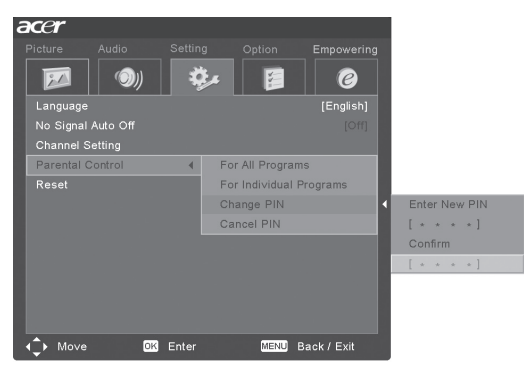 acer
Picture Audio Setting Option Empowering
e
Language [English]
No Signal Auto Off [Off]
Channel Setting
Parental Control
For All Programs
Reset
For Individual Programs
Change PIN
Cancel PIN
Enter New PIN
[ * * * * ]
Confirm
[ * * * * ]
Move OK Enter MENU Back / Exit